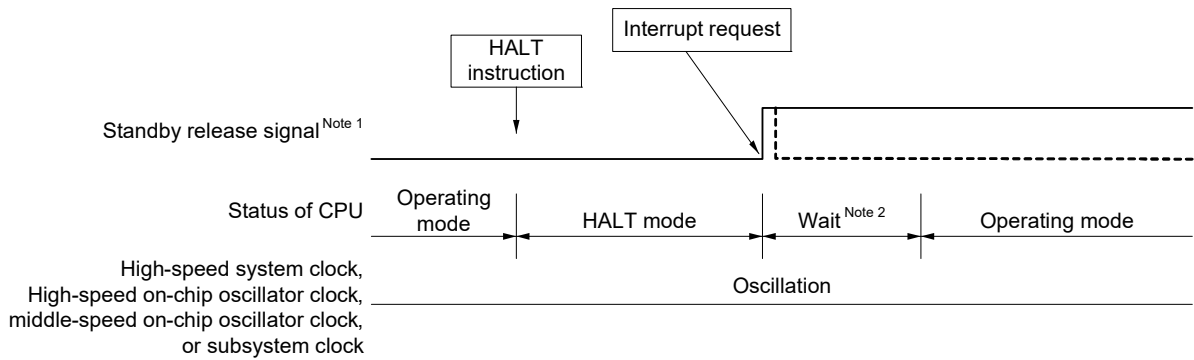 Interrupt request
HALT
instruction
Standby release signal Note 1
Status of CPU
Operating
mode
HALT mode
Wait Note 2
Operating mode
High-speed system clock,
High-speed on-chip oscillator clock,
middle-speed on-chip oscillator clock,
or subsystem clock
Oscillation